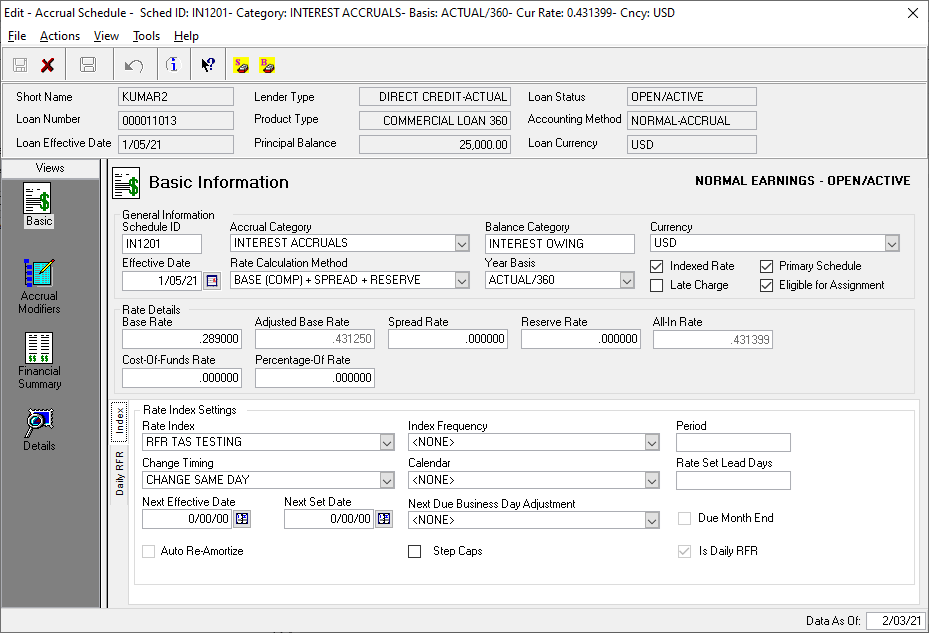 Edit - Accrual Schedule -  Sched ID: IN1201- Category: INTEREST ACCRUALS- Basis: ACTUAL/360- Cur Rate: 0.431399- Cncy: USD
File Actions View Tools Help
Short Name KUMAR2 Lender Type DIRECT CREDIT-ACTUAL Loan Status OPEN/ACTIVE
Loan Number 000011013 Product Type COMMERCIAL LOAN 360 Accounting Method NORMAL-ACCRUAL
Loan Effective Date 1/05/21 Principal Balance 25,000.00 Loan Currency USD
Views
Basic
Accrual
Modifiers
Financial
Summary
Details
Basic Information NORMAL EARNINGS - OPEN/ACTIVE
General Information
Schedule ID Accrual Category Balance Category Currency
IN1201 INTEREST ACCRUALS INTEREST OWING USD
Effective Date Rate Calculation Method Year Basis Indexed Rate Primary Schedule
1/05/21 BASE (COMP) + SPREAD + RESERVE ACTUAL/360 Late Charge Eligible for Assignment
Rate Details
Base Rate Adjusted Base Rate Spread Rate Reserve Rate All-In Rate
.289000 .431250 .000000 .000000 .431399
Cost-Of-Funds Rate Percentage-Of Rate
.000000 .000000
Index
Daily RFR
Rate Index Settings
Rate Index Index Frequency Period
RFR TAS TESTING <NONE>
Change Timing Calendar Rate Set Lead Days
CHANGE SAME DAY <NONE>
Next Effective Date Next Set Date Next Due Business Day Adjustment
0/00/00 0/00/00 <NONE> Due Month End
Auto Re-Amortize Step Caps Is Daily RFR
Data As Of: 2/03/21